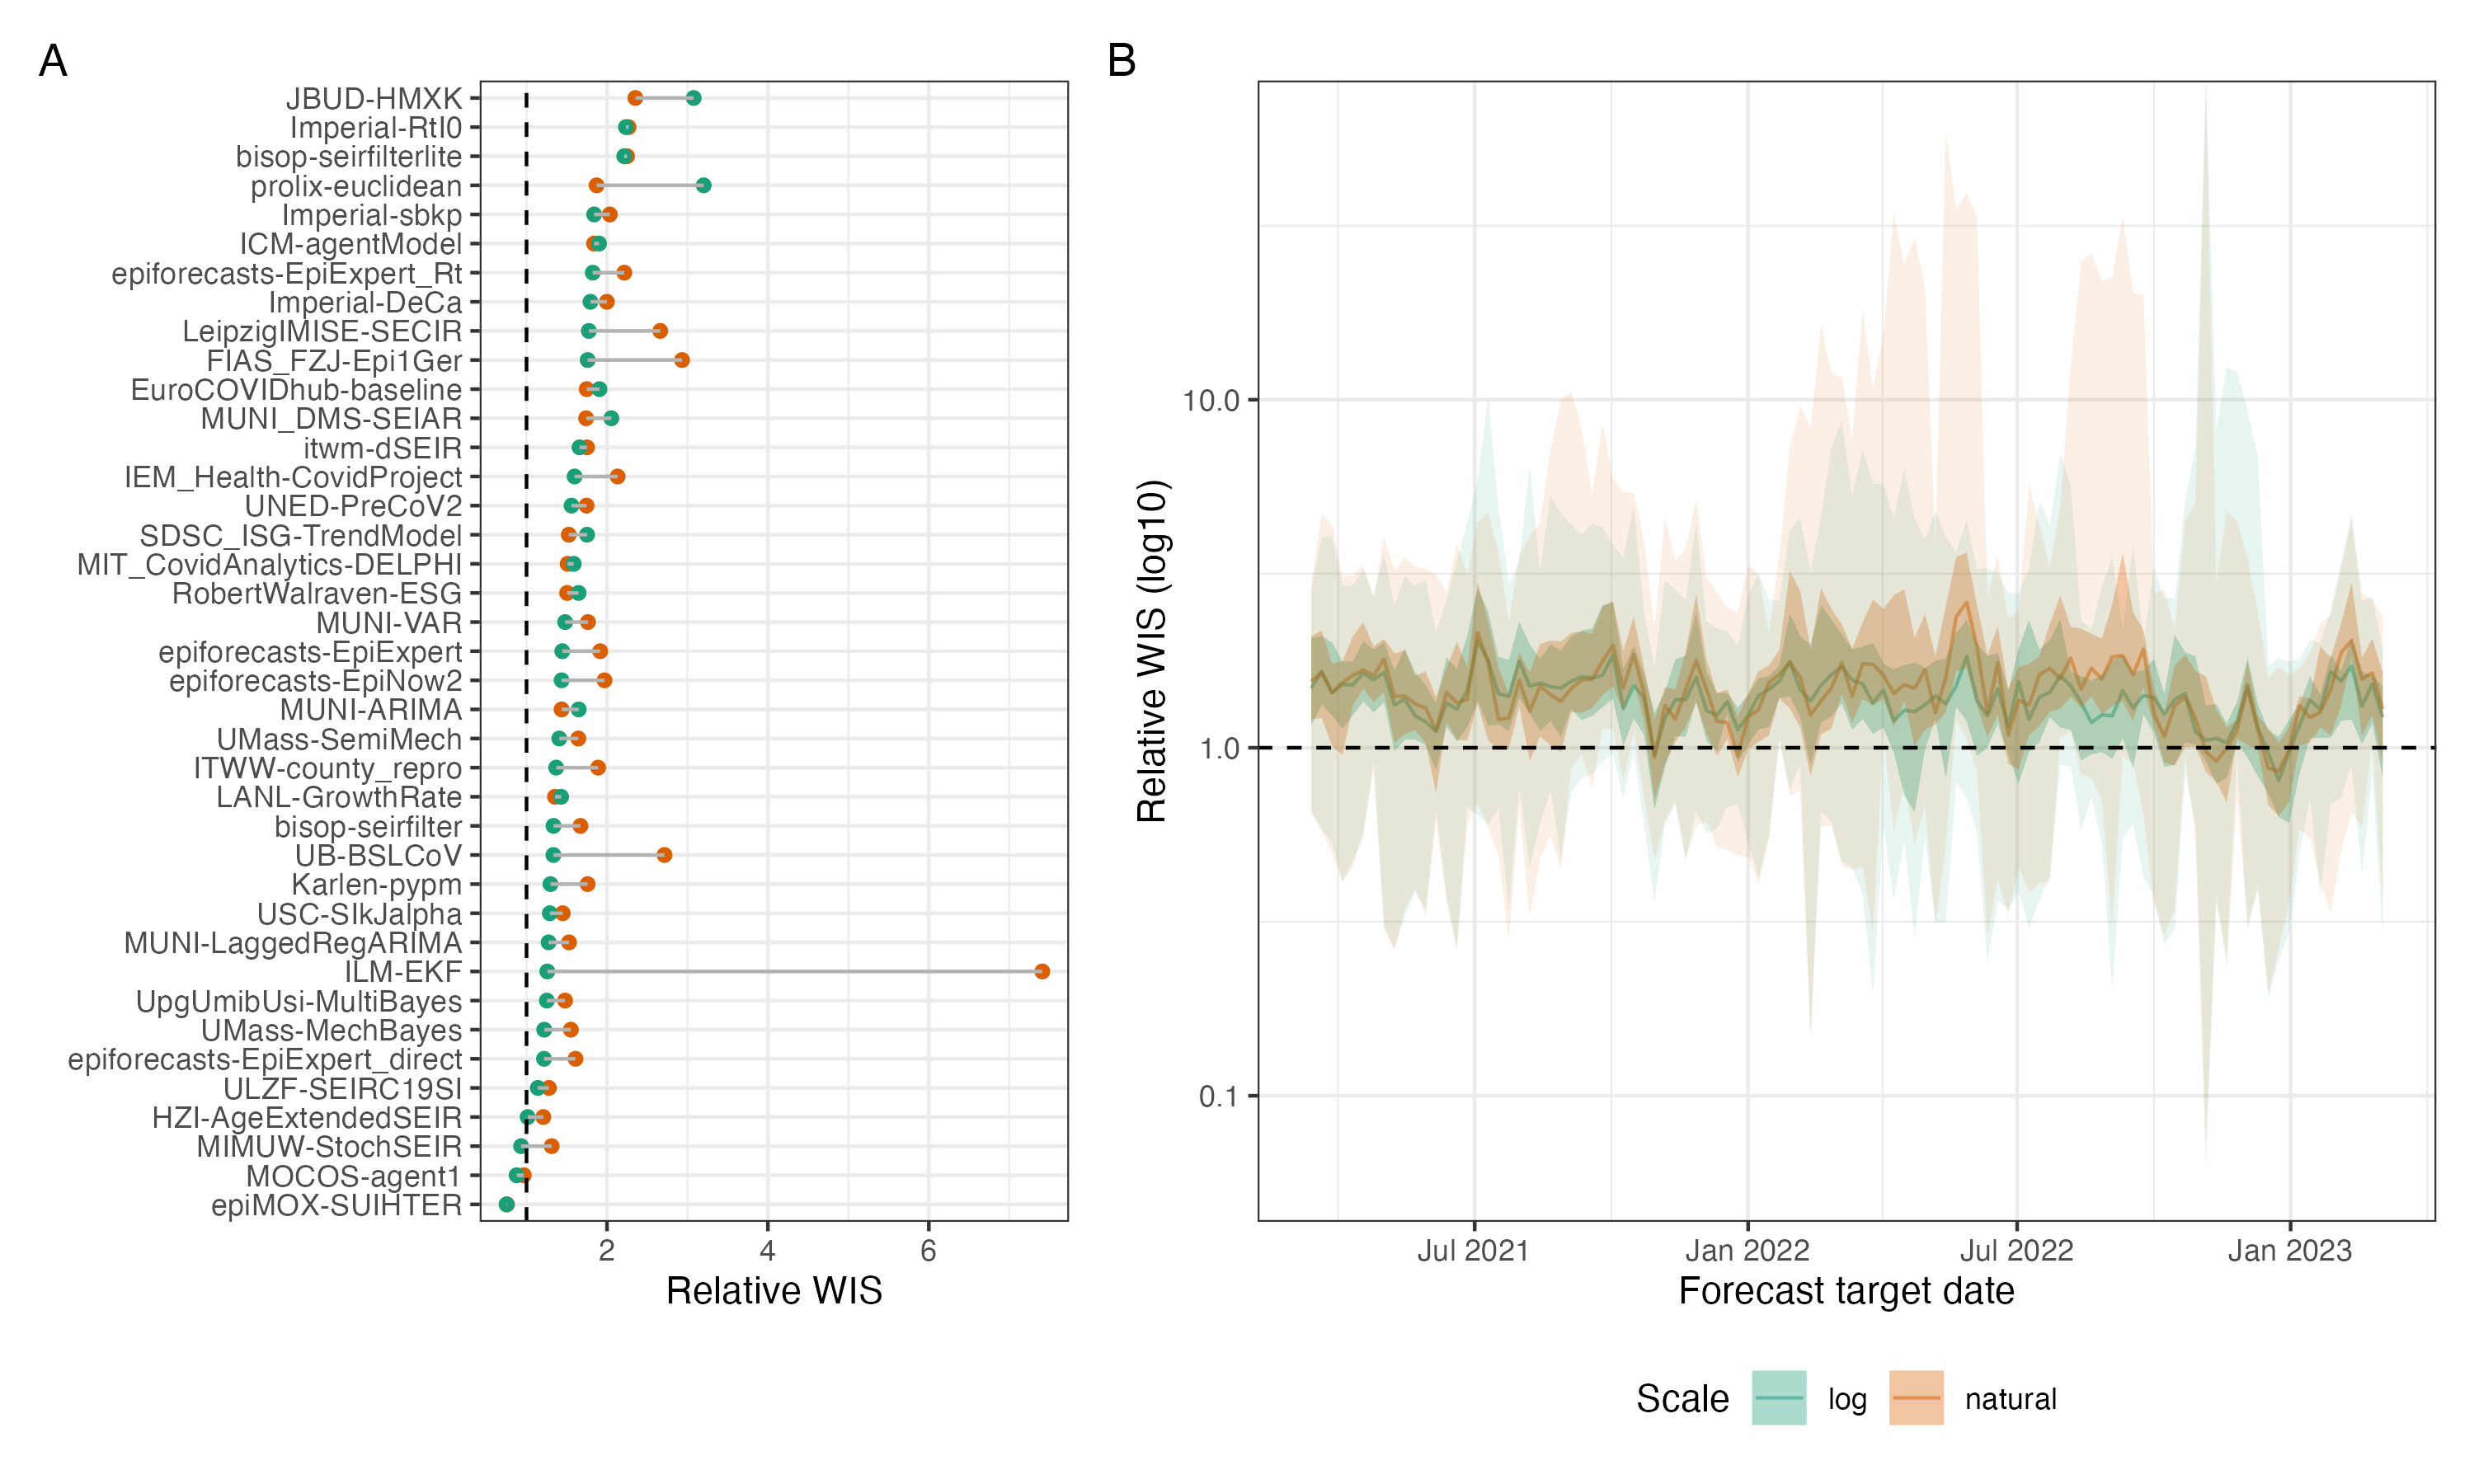 A
JBUD-HMXK
Imperial-RtI0
bisop-seirfilterlite
prolix-euclidean
Imperial-sbkp
ICM-agentModel
epiforecasts-EpiExpert_Rt
Imperial-DeCa
LeipzigIMISE-SECIR
FIAS_FZJ-Epi1Ger
EuroCOVIDhub-baseline
MUNI_DMS-SEIAR
itwm-dSEIR
IEM_Health-CovidProject
UNED-PreCoV2
SDSC_ISG-TrendModel
MIT_CovidAnalytics-DELPHI
RobertWalraven-ESG
MUNI-VAR
epiforecasts-EpiExpert
epiforecasts-EpiNow2
MUNI-ARIMA
UMass-SemiMech
ITWW-county_repro
LANL-GrowthRate
bisop-seirfilter
UB-BSLCoV
Karlen-pypm
USC-SIkJalpha
MUNI-LaggedRegARIMA
ILM-EKF
UpgUmibUsi-MultiBayes
UMass-MechBayes
epiforecasts-EpiExpert_direct
ULZF-SEIRC19SI
HZI-AgeExtendedSEIR
MIMUW-StochSEIR
MOCOS-agent1
epiMOX-SUIHTER
2 4 6
Relative WIS
B
Relative WIS (log10)
10.0
1.0
0.1
Jul 2021 Jan 2022 Jul 2022 Jan 2023
Forecast target date
Scale log natural